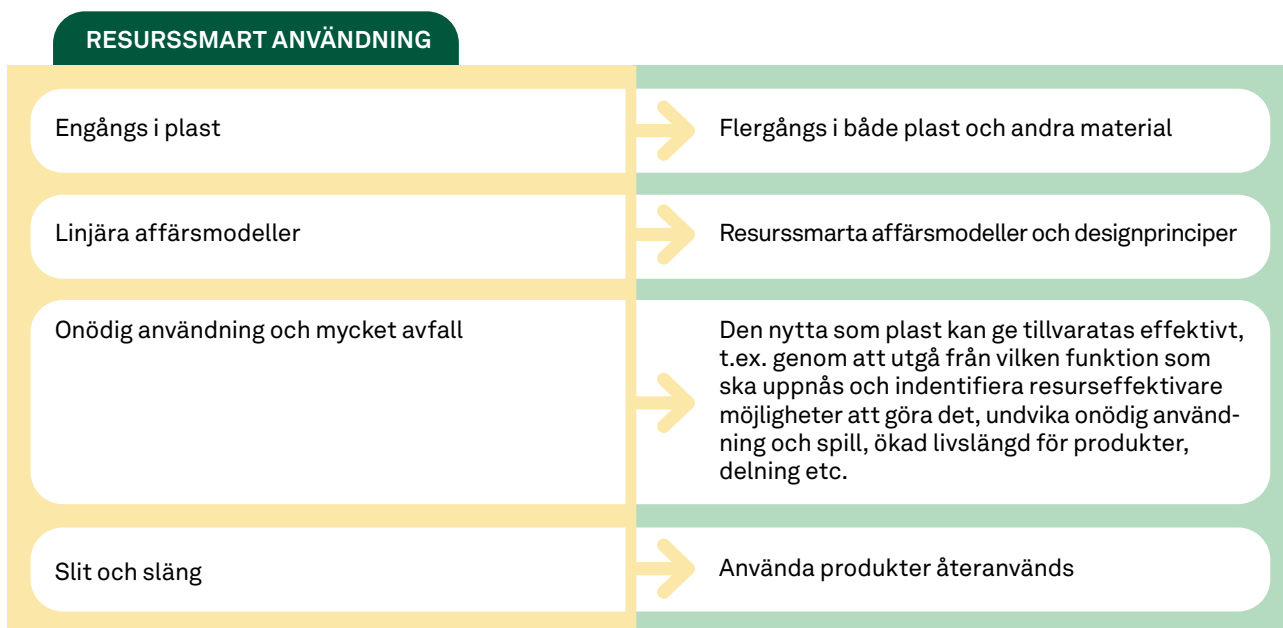 RESURSSMART ANVÄNDNING
Engångs i plast
Flergångs i både plast och andra material
Linjära affärsmodeller
Resurssmarta affärsmodeller och designprinciper
Onödig användning och mycket avfall
Den nytta som plast kan ge tillvaratas effektivt,
t.ex. genom att utgå från vilken funktion som
ska uppnås och indentifiera resurseffektivare
möjligheter att göra det, undvika onödig använd-
ning och spill, ökad livslängd för produkter,
delning etc.
Slit och släng
Använda produkter återanvänds